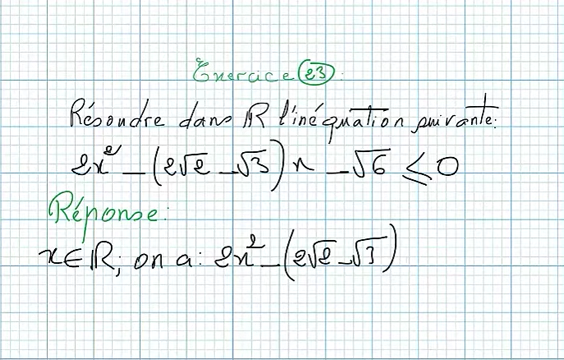 Exercice 23:
Résoudre dans ℝ l'inéquation suivante:
2x² - (2√2 - √3)x - √6 ≤ 0
Réponse:
x∈ℝ; on a: 2x² - (2√2 - √3)